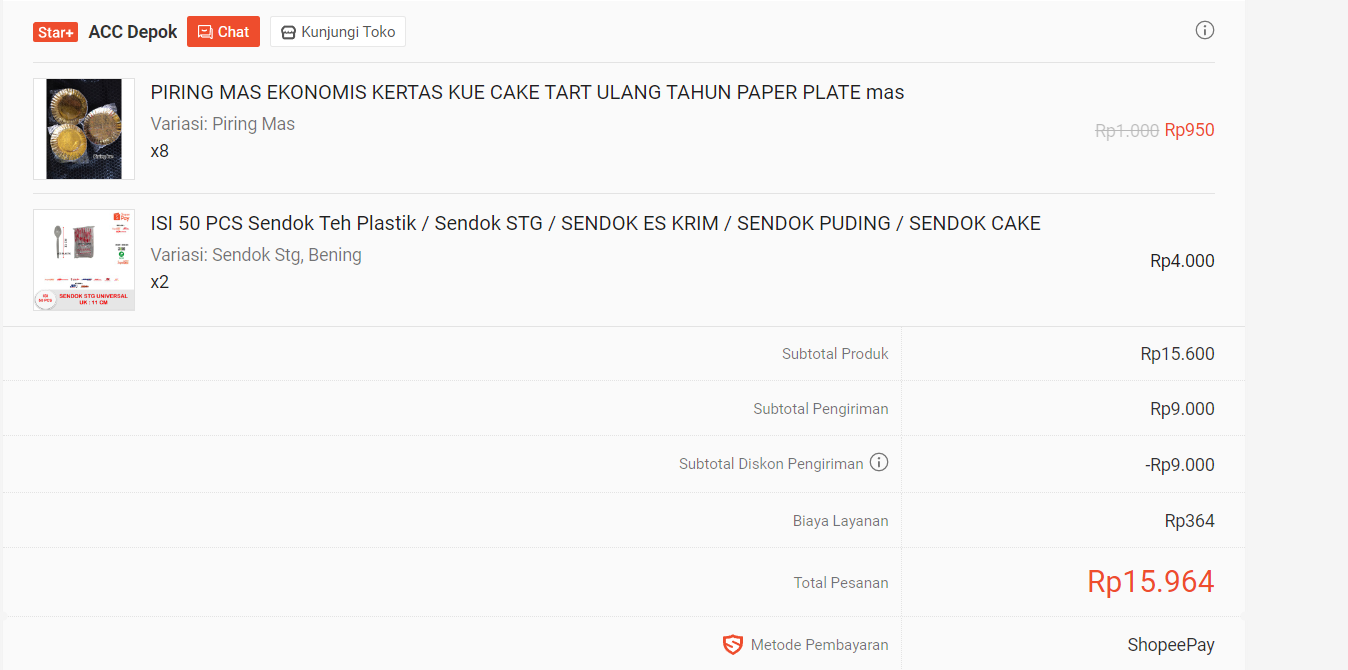 Star+ ACC Depok Chat Kunjungi Toko
PIRING MAS EKONOMIS KERTAS KUE CAKE TART ULANG TAHUN PAPER PLATE mas
Variasi: Piring Mas
x8
Rp1.000 Rp950
ISI 50 PCS Sendok Teh Plastik / Sendok STG / SENDOK ES KRIM / SENDOK PUDING / SENDOK CAKE
Variasi: Sendok Stg, Bening
x2
Rp4.000
SENDOK STG UNIVERSAL
UK : 11 CM
Subtotal Produk Rp15.600
Subtotal Pengiriman Rp9.000
Subtotal Diskon Pengiriman -Rp9.000
Biaya Layanan Rp364
Total Pesanan Rp15.964
Metode Pembayaran ShopeePay